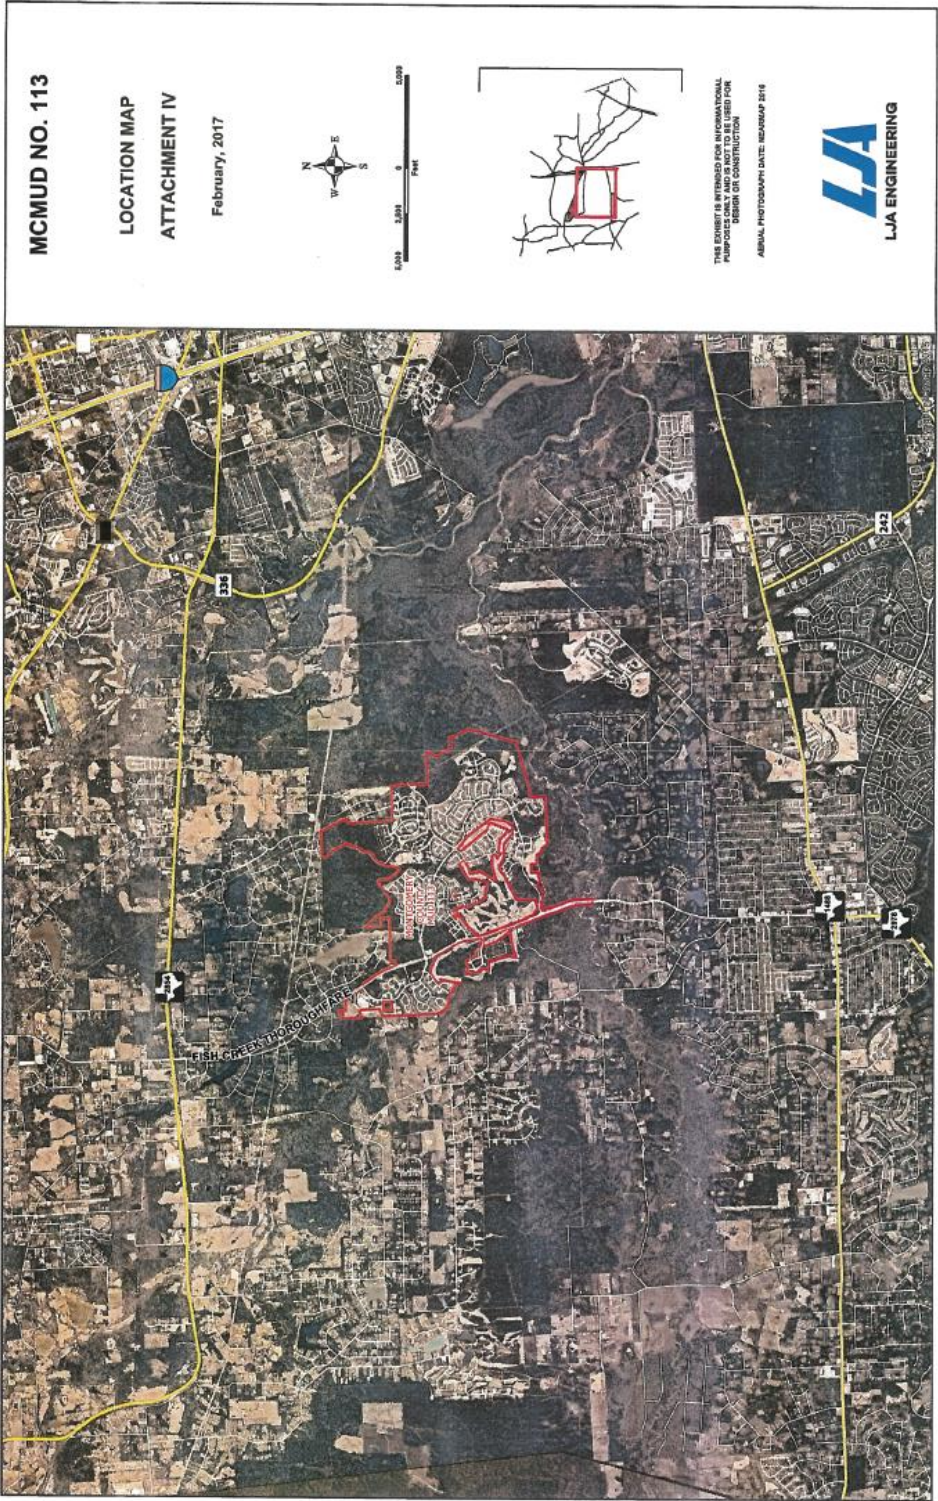 MCMUD NO. 113
LOCATION MAP
ATTACHMENT IV
February, 2017
N
W
E
S
5,000
2,500
0
5,000
Feet
THIS EXHIBIT IS INTENDED FOR INFORMATIONAL
PURPOSES ONLY AND IS NOT TO BE USED FOR
DESIGN OR CONSTRUCTION
AERIAL PHOTOGRAPH DATE: NEARMAP 2016
LJA
LJA ENGINEERING
336
242
FISH CREEK THOROUGHFARE
MONTGOMERY
COUNTY